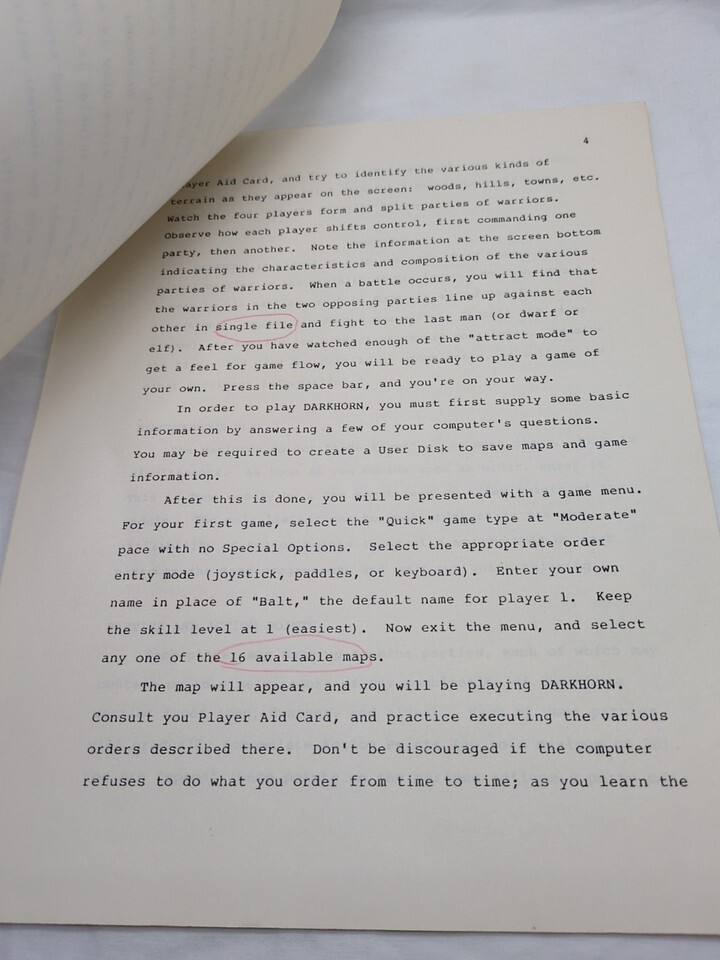 4
Player Aid Card, and try to identify the various kinds of
terrain as they appear on the screen: woods, hills, towns, etc.
Watch the four players form and split parties of warriors.
Observe how each player shifts control, first commanding one
party, then another. Note the information at the screen bottom
indicating the characteristics and composition of the various
parties of warriors. When a battle occurs, you will find that
the warriors in the two opposing parties line up against each
other in single file and fight to the last man (or dwarf or
elf). After you have watched enough of the "attract mode" to
get a feel for game flow, you will be ready to play a game of
your own. Press the space bar, and you're on your way.
In order to play DARKHORN, you must first supply some basic
information by answering a few of your computer's questions.
You may be required to create a User Disk to save maps and game
information.
After this is done, you will be presented with a game menu.
For your first game, select the "Quick" game type at "Moderate"
pace with no Special Options. Select the appropriate order
entry mode (joystick, paddles, or keyboard). Enter your own
name in place of "Balt," the default name for player 1. Keep
the skill level at 1 (easiest). Now exit the menu, and select
any one of the 16 available maps.
The map will appear, and you will be playing DARKHORN.
Consult you Player Aid Card, and practice executing the various
orders described there. Don't be discouraged if the computer
refuses to do what you order from time to time; as you learn the